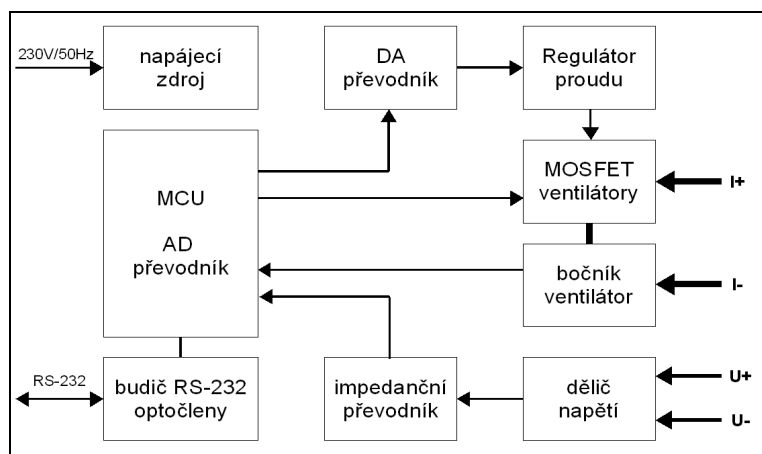 230V/50Hz
napájecí
zdroj
DA
převodník
Regulátor
proudu
MCU
AD
převodník
MOSFET
ventilátory
I+
bočník
ventilátor
I-
RS-232
budič RS-232
optočleny
impedanční
převodník
dělič
napětí
U+
U-